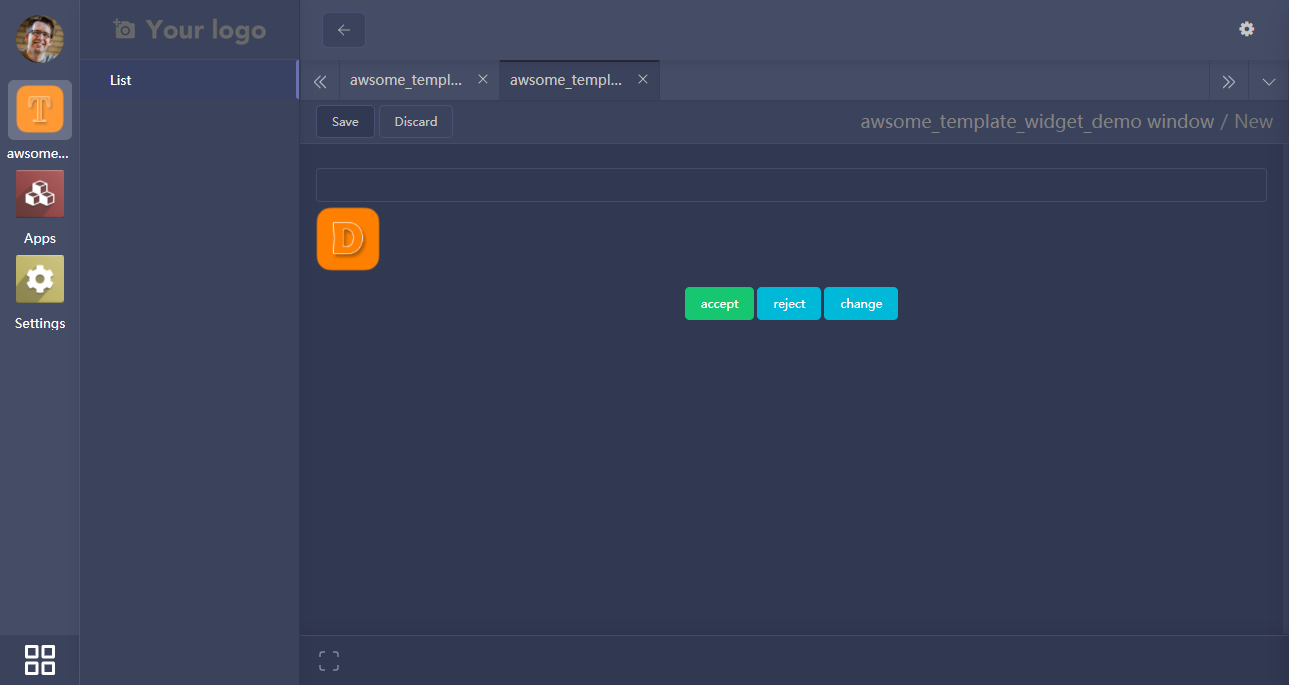 Your logo
List
T
awsome...
Apps
Settings
awsome_templ...
awsome_templ...
Save
Discard
awsome_template_widget_demo window / New
D
accept
reject
change